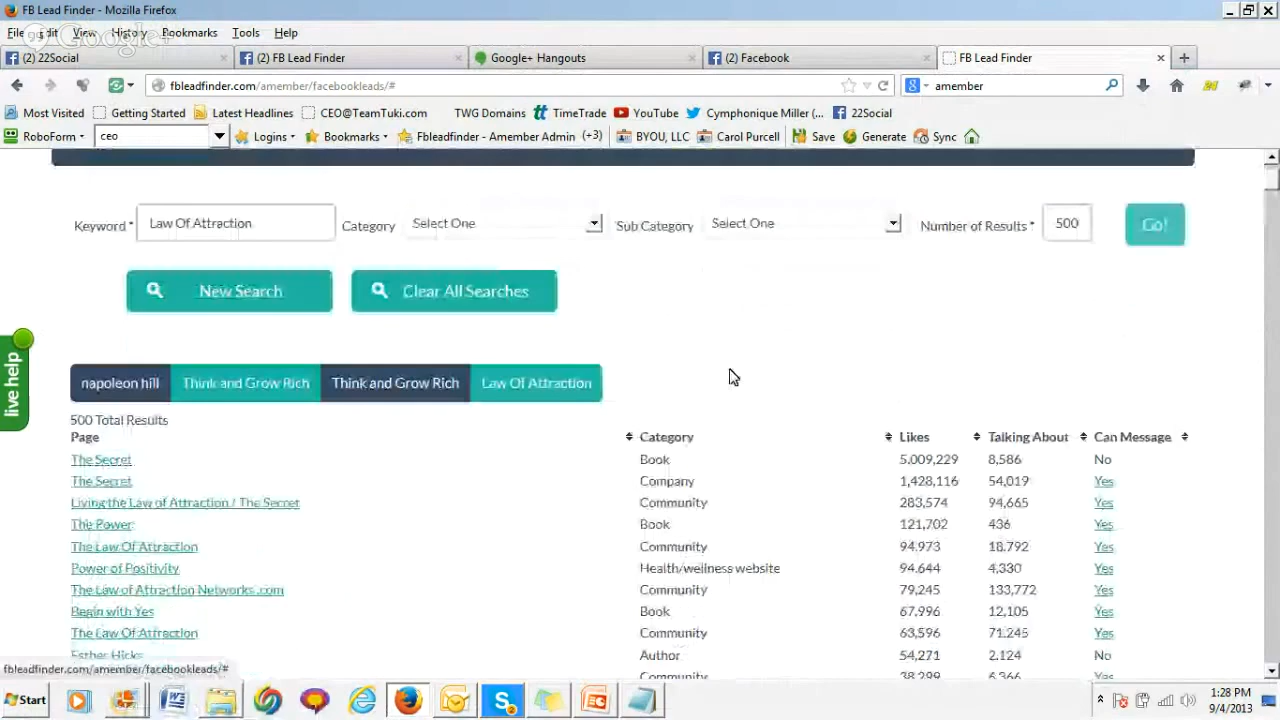 FB Lead Finder - Mozilla Firefox
File Edit View History Bookmarks Tools Help
Google+
(2) 22Social
(2) FB Lead Finder
Google+ Hangouts
(2) Facebook
FB Lead Finder
fbleadfinder.com/amember/facebookleads/#
amember
Most Visited Getting Started Latest Headlines CEO@TeamTuki.com TWG Domains TimeTrade YouTube Cymphonique Miller (... 22Social
RoboForm ceo Logins Bookmarks Fbleadfinder - Amember Admin (+3) BYOU, LLC Carol Purcell Save Generate Sync
Keyword * Law Of Attraction Category Select One Sub Category Select One Number of Results * 500 Go!
New Search Clear All Searches
live help
napoleon hill Think and Grow Rich Think and Grow Rich Law Of Attraction
500 Total Results
Page Category Likes Talking About Can Message
The Secret Book 5,009,229 8,586 No
The Secret Company 1,428,116 54,019 Yes
Living the Law of Attraction / The Secret Community 283,574 94,665 Yes
The Power Book 121,702 436 Yes
The Law Of Attraction Community 94,973 18,792 Yes
Power of Positivity Health/wellness website 94,644 4,330 Yes
The Law of Attraction Networks .com Community 79,245 133,772 Yes
Begin with Yes Book 67,996 12,105 Yes
The Law Of Attraction Community 63,596 71,245 Yes
Esther Hicks Author 54,271 2,124 No
Community 38,299 6,366
fbleadfinder.com/amember/facebookleads/#
Start
1:28 PM
9/4/2013